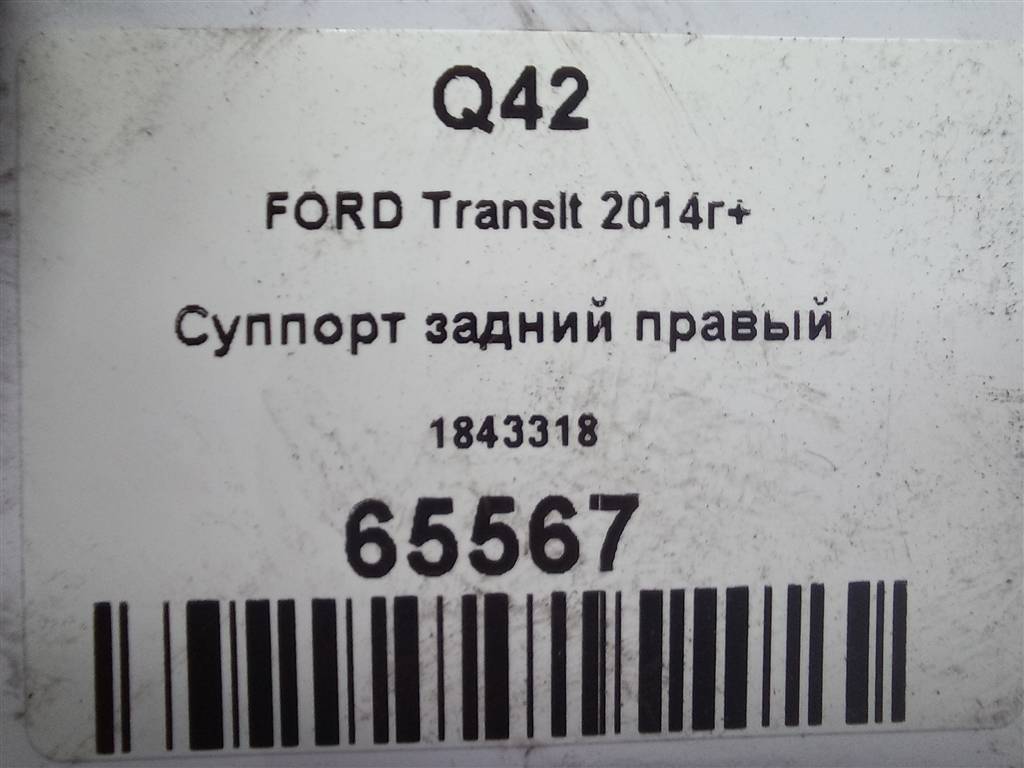 Q42
FORD Transit 2014г+
Суппорт задний правый
1843318
65567